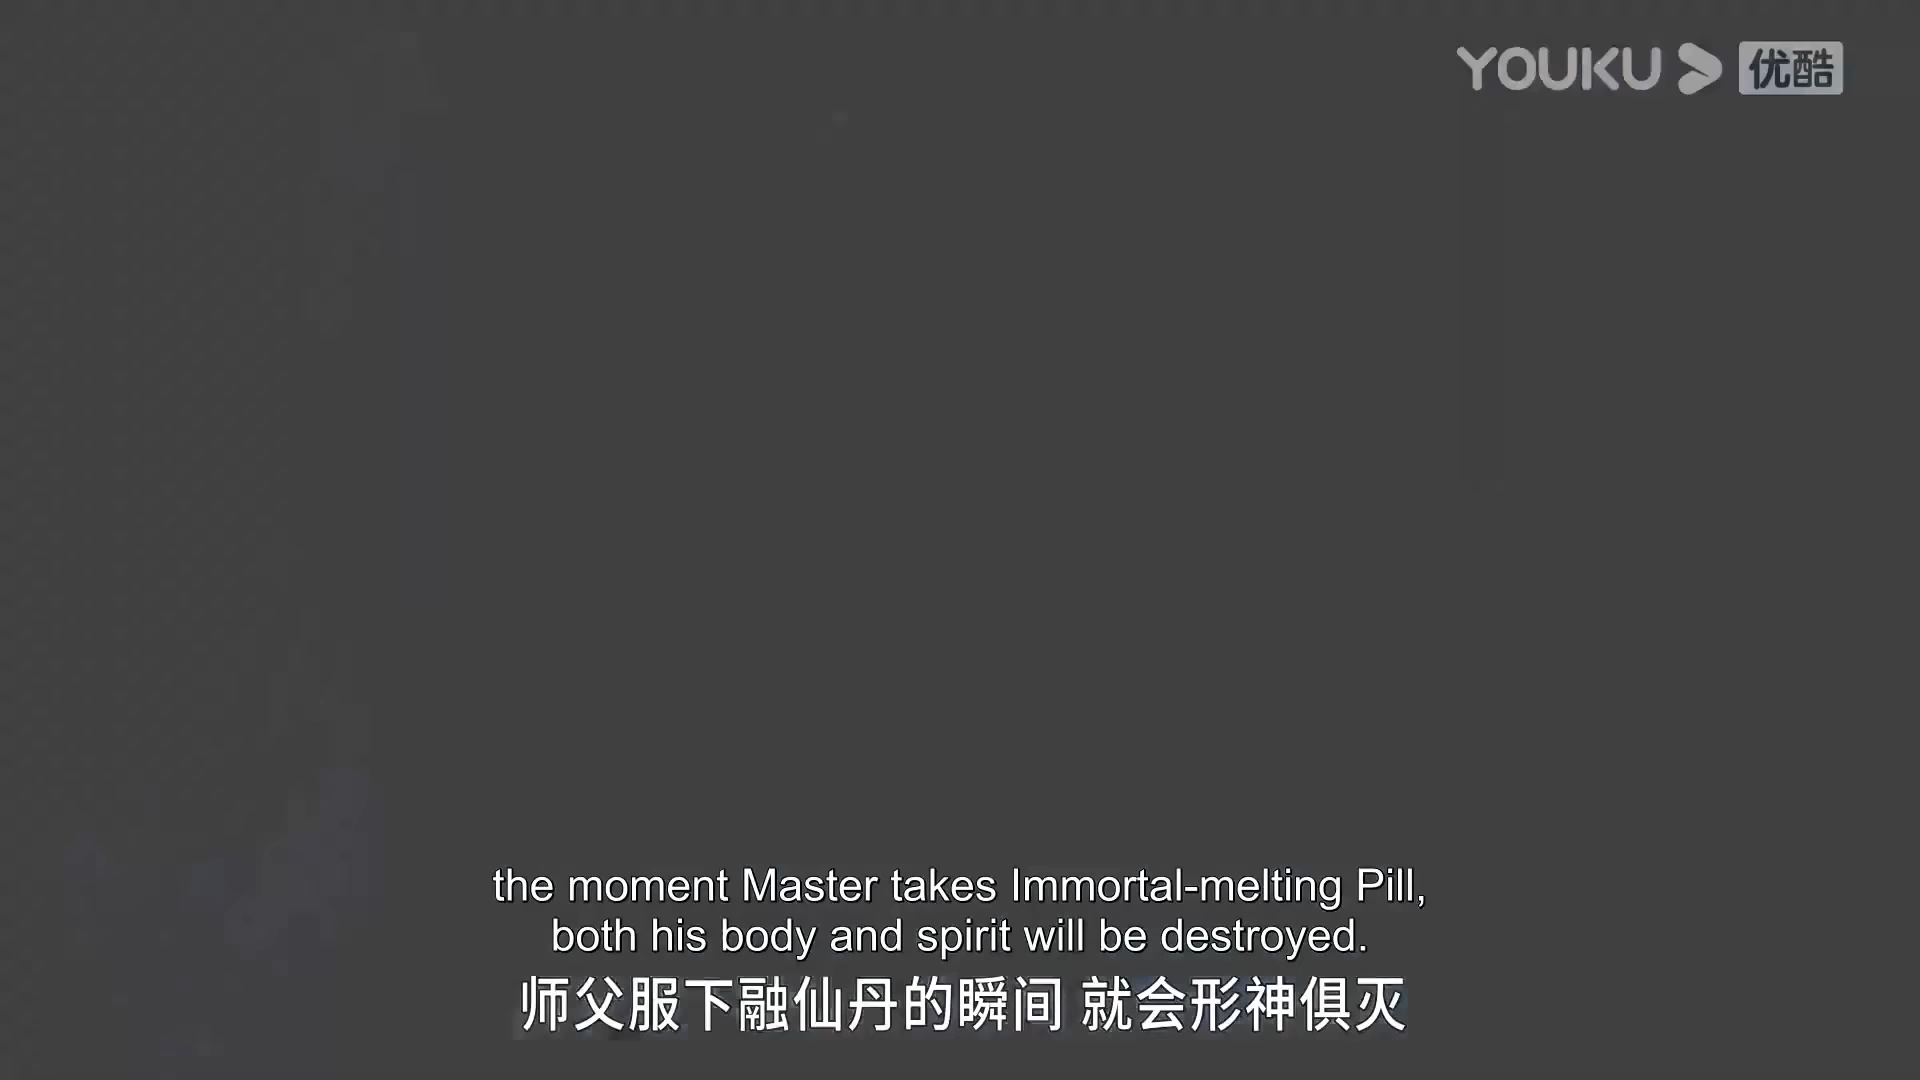 YOUKU 优酷
the moment Master takes Immortal-melting Pill,
both his body and spirit will be destroyed.
师父服下融仙丹的瞬间 就会形神俱灭